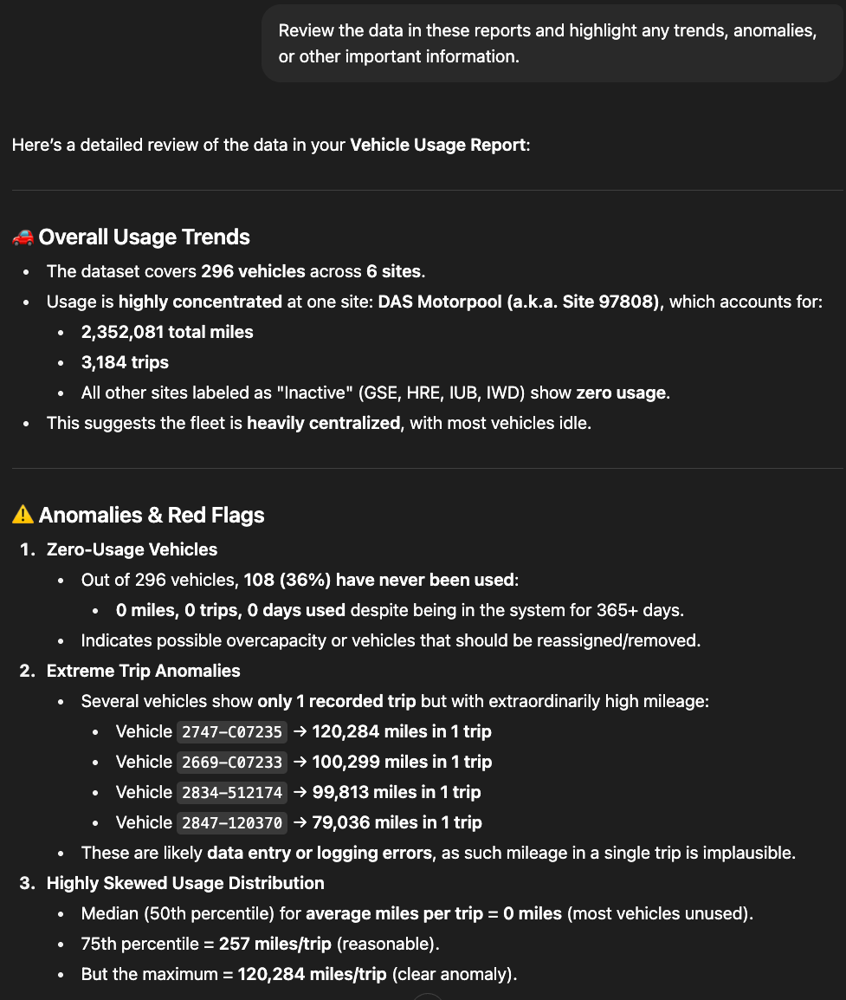 Review the data in these reports and highlight any trends, anomalies,
or other important information.
Here’s a detailed review of the data in your Vehicle Usage Report:
🚗 Overall Usage Trends
• The dataset covers 296 vehicles across 6 sites.
• Usage is highly concentrated at one site: DAS Motorpool (a.k.a. Site 97808), which accounts for:
• 2,352,081 total miles
• 3,184 trips
• All other sites labeled as "Inactive" (GSE, HRE, IUB, IWD) show zero usage.
• This suggests the fleet is heavily centralized, with most vehicles idle.
⚠️ Anomalies & Red Flags
1. Zero-Usage Vehicles
• Out of 296 vehicles, 108 (36%) have never been used:
• 0 miles, 0 trips, 0 days used despite being in the system for 365+ days.
• Indicates possible overcapacity or vehicles that should be reassigned/removed.
2. Extreme Trip Anomalies
• Several vehicles show only 1 recorded trip but with extraordinarily high mileage:
• Vehicle 2747-C07235 → 120,284 miles in 1 trip
• Vehicle 2669-C07233 → 100,299 miles in 1 trip
• Vehicle 2834-512174 → 99,813 miles in 1 trip
• Vehicle 2847-120370 → 79,036 miles in 1 trip
• These are likely data entry or logging errors, as such mileage in a single trip is implausible.
3. Highly Skewed Usage Distribution
• Median (50th percentile) for average miles per trip = 0 miles (most vehicles unused).
• 75th percentile = 257 miles/trip (reasonable).
• But the maximum = 120,284 miles/trip (clear anomaly).